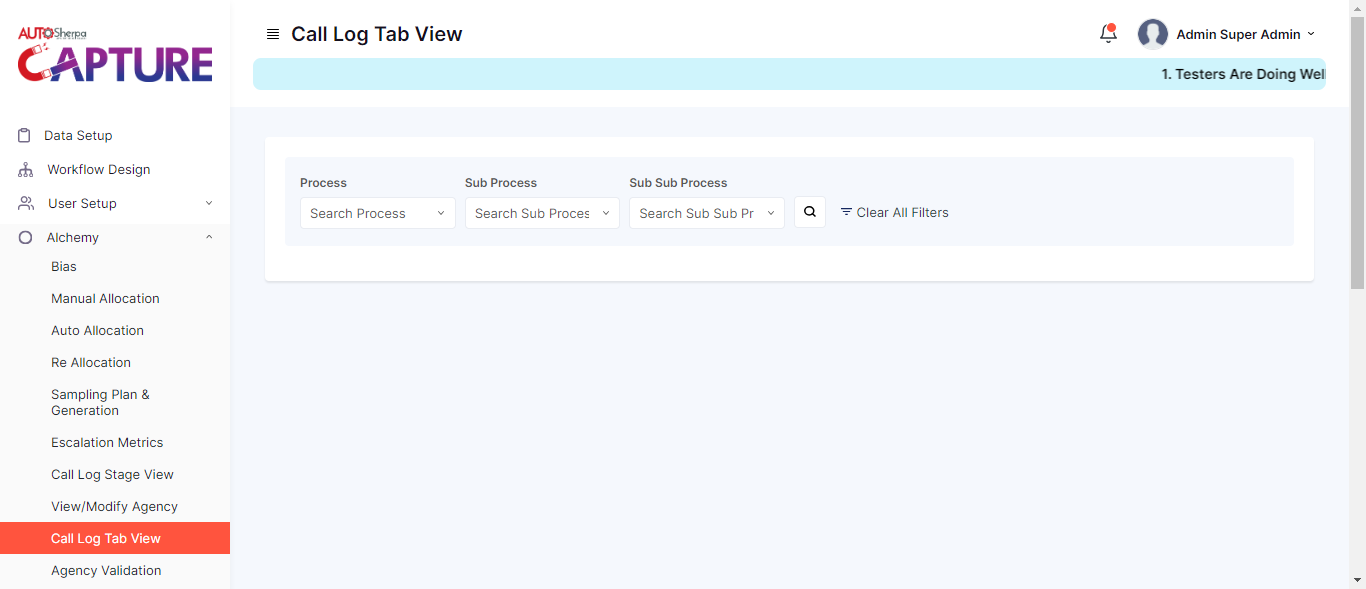 AUTOSherpa
CAPTURE
Data Setup
Workflow Design
User Setup
Alchemy
Bias
Manual Allocation
Auto Allocation
Re Allocation
Sampling Plan &
Generation
Escalation Metrics
Call Log Stage View
View/Modify Agency
Call Log Tab View
Agency Validation
Call Log Tab View
Admin Super Admin
1. Testers Are Doing Well
Process
Sub Process
Sub Sub Process
Search Process
Search Sub Proces
Search Sub Sub Pr
Clear All Filters